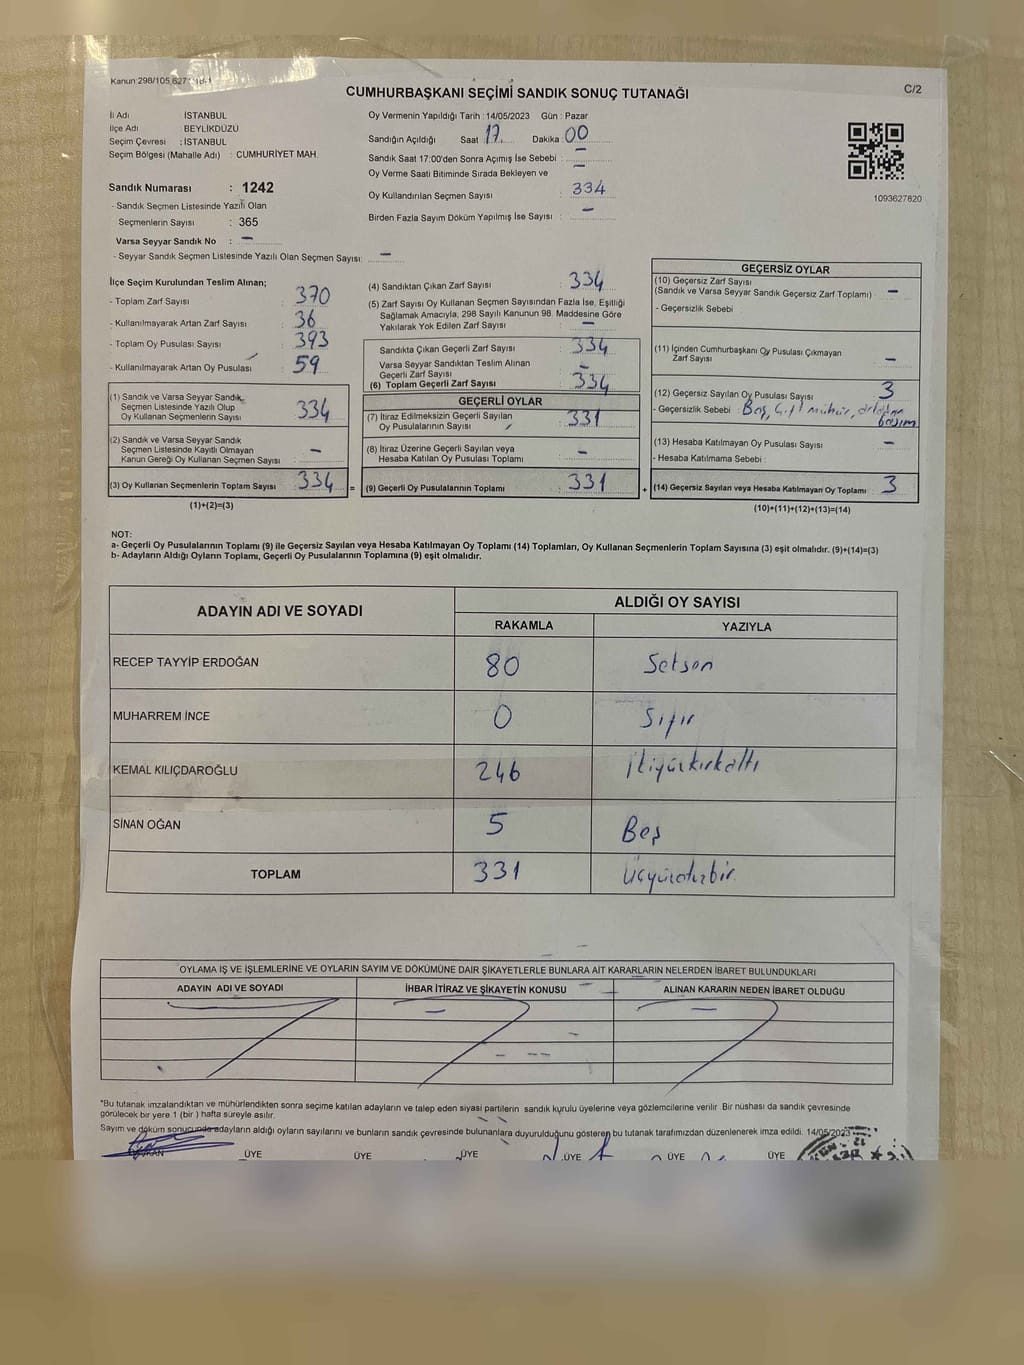 Kanun 298/105,627
CUMHURBAŞKANI SEÇİMİ SANDIK SONUÇ TUTANAĞI
C/2
İl Adı İSTANBUL
İlçe Adı : BEYLİKDÜZÜ
Seçim Çevresi : İSTANBUL
Seçim Bölgesi (Mahalle Adı) : CUMHURİYET MAH.
Sandık Numarası : 1242
- Sandık Seçmen Listesinde Yazılı Olan
Seçmenlerin Sayısı : 365
Varsa Seyyar Sandık No : -
- Seyyar Sandık Seçmen Listesinde Yazılı Olan Seçmen Sayısı: -
Oy Vermenin Yapıldığı Tarih : 14/05/2023 Gün : Pazar
Sandığın Açıldığı Saat 17. Dakika 00
Sandık Saat 17:00'den Sonra Açımış İse Sebebi : -
Oy Verme Saati Bitiminde Sırada Bekleyen ve -
Oy Kullandırılan Seçmen Sayısı : 334
Birden Fazla Sayım Döküm Yapılmış İse Sayısı : -
1093627820
İlçe Seçim Kurulundan Teslim Alınan;
- Toplam Zarf Sayısı : 370
- Kullanılmayarak Artan Zarf Sayısı : 36
- Toplam Oy Pusulası Sayısı : 393
- Kullanılmayarak Artan Oy Pusulası : 59
(1) Sandık ve Varsa Seyyar Sandık
Seçmen Listesinde Yazılı Olup
Oy Kullanan Seçmenlerin Sayısı : 334
(2) Sandık ve Varsa Seyyar Sandık
Seçmen Listesinde Kayıtlı Olmayan
Kanun Gereği Oy Kullanan Seçmen Sayısı : -
(3) Oy Kullanan Seçmenlerin Toplam Sayısı : 334 =
(1)+(2)=(3)
(4) Sandıktan Çıkan Zarf Sayısı : 334
(5) Zarf Sayısı Oy Kullanan Seçmen Sayısından Fazla İse, Eşitliği
Sağlamak Amacıyla, 298 Sayılı Kanunun 98. Maddesine Göre
Yakılarak Yok Edilen Zarf Sayısı : -
Sandıkta Çıkan Geçerli Zarf Sayısı : 334
Varsa Seyyar Sandıktan Teslim Alınan
Geçerli Zarf Sayısı : -
(6) Toplam Geçerli Zarf Sayısı : 334
GEÇERLİ OYLAR
(7) İtiraz Edilmeksizin Geçerli Sayılan
Oy Pusulalarının Sayısı : 331
(8) İtiraz Üzerine Geçerli Sayılan veya
Hesaba Katılan Oy Pusulası Toplamı : -
(9) Geçerli Oy Pusulalarının Toplamı : 331 +
GEÇERSİZ OYLAR
(10) Geçersiz Zarf Sayısı
(Sandık ve Varsa Seyyar Sandık Geçersiz Zarf Toplamı) : -
- Geçersizlik Sebebi :
(11) İçinden Cumhurbaşkanı Oy Pusulası Çıkmayan
Zarf Sayısı : -
(12) Geçersiz Sayılan Oy Pusulası Sayısı : 3
- Geçersizlik Sebebi : Boş, Çift mühür,
basım
(13) Hesaba Katılmayan Oy Pusulası Sayısı : -
- Hesaba Katılmama Sebebi :
(14) Geçersiz Sayılan veya Hesaba Katılmayan Oy Toplamı : 3
(10)+(11)+(12)+(13)=(14)
NOT:
a- Geçerli Oy Pusulalarının Toplamı (9) ile Geçersiz Sayılan veya Hesaba Katılmayan Oy Toplamı (14) Toplamları, Oy Kullanan Seçmenlerin Toplam Sayısına (3) eşit olmalıdır. (9)+(14)=(3)
b- Adayların Aldığı Oyların Toplamı, Geçerli Oy Pusulalarının Toplamına (9) eşit olmalıdır.
ADAYIN ADI VE SOYADI ALDIĞI OY SAYISI
RAKAMLA YAZIYLA
RECEP TAYYİP ERDOĞAN 80 Seksen
MUHARREM İNCE 0 Sıfır
KEMAL KILIÇDAROĞLU 246 İkiyüzkırkaltı
SİNAN OĞAN 5 Beş
TOPLAM 331 Üçyüzotuzbir.
OYLAMA İŞ VE İŞLEMLERİNE VE OYLARIN SAYIM VE DÖKÜMÜNE DAİR ŞİKAYETLERLE BUNLARA AİT KARARLARIN NELERDEN İBARET BULUNDUKLARI
ADAYIN ADI VE SOYADI İHBAR İTİRAZ VE ŞİKAYETİN KONUSU ALINAN KARARIN NEDEN İBARET OLDUĞU
*Bu tutanak imzalandıktan ve mühürlendikten sonra seçime katılan adayların ve talep eden siyasi partilerin sandık kurulu üyelerine veya gözlemcilerine verilir. Bir nüshası da sandık çevresinde
görülecek bir yere 1 (bir ) hafta süreyle asılır.
Sayım ve döküm sonucunda adayların aldığı oyların sayılarını ve bunların sandık çevresinde bulunanlara duyurulduğunu gösteren bu tutanak tarafımızdan düzenlenerek imza edildi. 14/05/2023
BAŞKAN ÜYE ÜYE ÜYE ÜYE ÜYE ÜYE